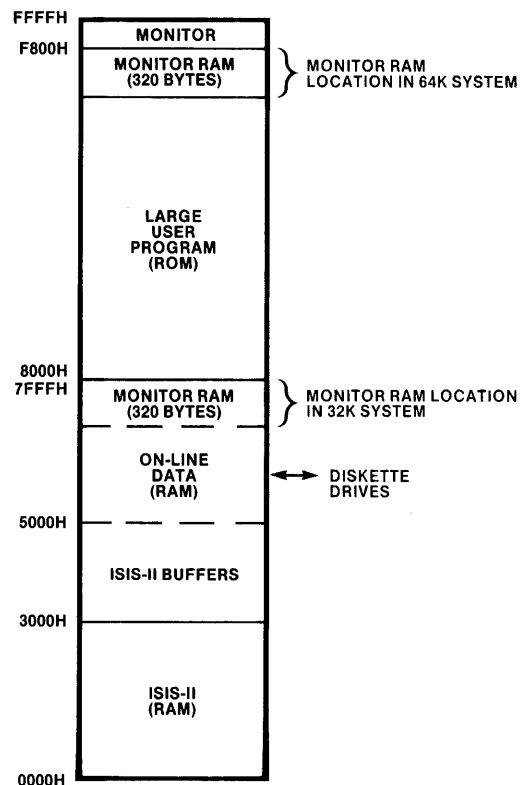 FFFFH
MONITOR
F800H
MONITOR RAM
(320 BYTES)
MONITOR RAM
LOCATION IN 64K SYSTEM
LARGE
USER
PROGRAM
(ROM)
8000H
7FFFH
MONITOR RAM
(320 BYTES)
MONITOR RAM LOCATION
IN 32K SYSTEM
ON-LINE
DATA
(RAM)
DISKETTE
DRIVES
5000H
ISIS-II BUFFERS
3000H
ISIS-II
(RAM)
0000H